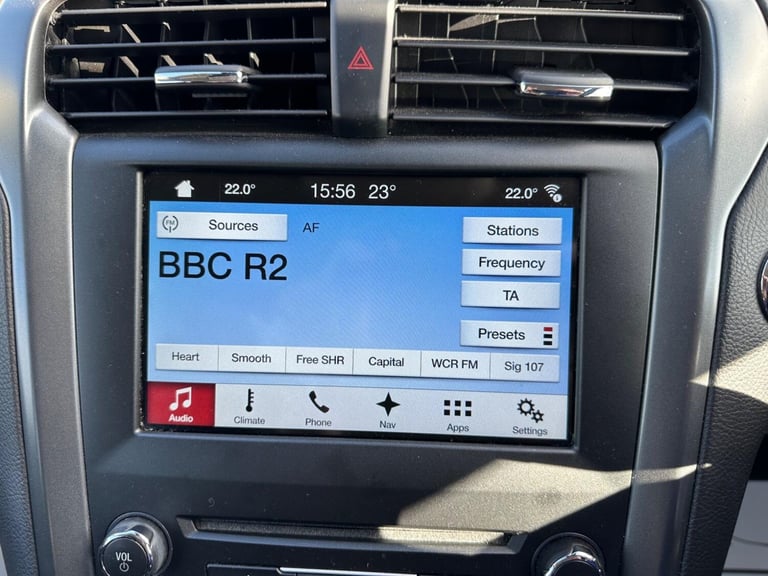 22.0° 15:56 23° 22.0°
FM Sources AF Stations
BBC R2
Frequency
TA
Presets
Heart Smooth Free SHR Capital WCR FM Sig 107
Audio Climate Phone Nav Apps Settings
VOL